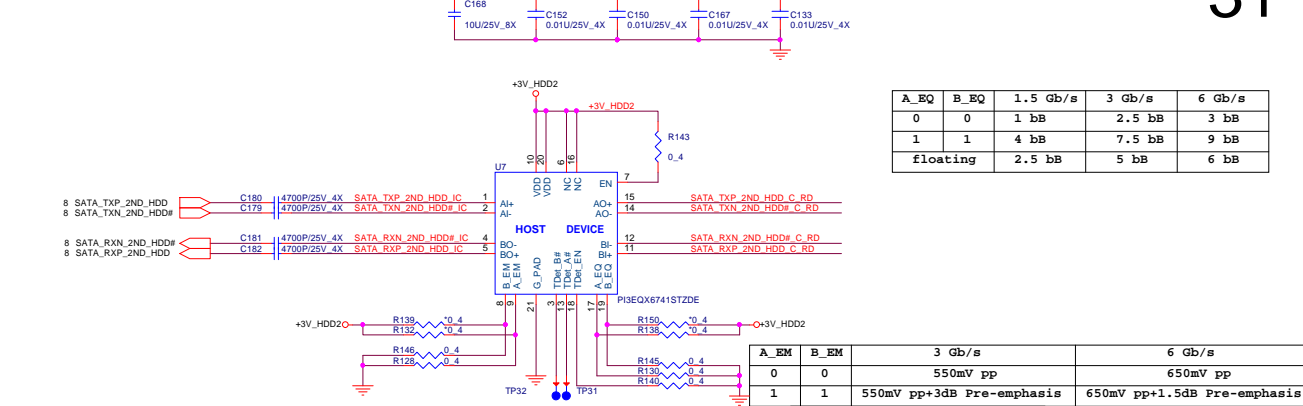 C168
10U/25V_8X
C152
0.01U/25V_4X
C150
0.01U/25V_4X
C167
0.01U/25V_4X
C133
0.01U/25V_4X
+3V_HDD2
+3V_HDD2
R143
0_4
A_EQ B_EQ 1.5 Gb/s 3 Gb/s 6 Gb/s
0 0 1 bB 2.5 bB 3 bB
1 1 4 bB 7.5 bB 9 bB
floating 2.5 bB 5 bB 6 bB
U7
10 20 6 16
VDD VDD NC NC
EN 7
8 SATA_TXP_2ND_HDD C180 4700P/25V_4X SATA_TXP_2ND_HDD_IC 1 AI+ AO+ 15 SATA_TXP_2ND_HDD_C_RD
8 SATA_TXN_2ND_HDD# C179 4700P/25V_4X SATA_TXN_2ND_HDD#_IC 2 AI- AO- 14 SATA_TXN_2ND_HDD#_C_RD
HOST DEVICE
8 SATA_RXN_2ND_HDD# C181 4700P/25V_4X SATA_RXN_2ND_HDD#_IC 4 BO- BI- 12 SATA_RXN_2ND_HDD#_C_RD
8 SATA_RXP_2ND_HDD C182 4700P/25V_4X SATA_RXP_2ND_HDD_IC 5 BO+ BI+ 11 SATA_RXP_2ND_HDD_C_RD
B_EM A_EM G_PAD TDet_B# TDet_A# TDet_EN A_EQ B_EQ
8 9 21 3 13 18 17 19
PI3EQX6741STZDE
+3V_HDD2 R139 *0_4
R132 *0_4
R150 *0_4 +3V_HDD2
R138 *0_4
R146 0_4
R128 0_4
R145 0_4
R130 0_4
R140 0_4
TP32 TP31
A_EM B_EM 3 Gb/s 6 Gb/s
0 0 550mV pp 650mV pp
1 1 550mV pp+3dB Pre-emphasis 650mV pp+1.5dB Pre-emphasis